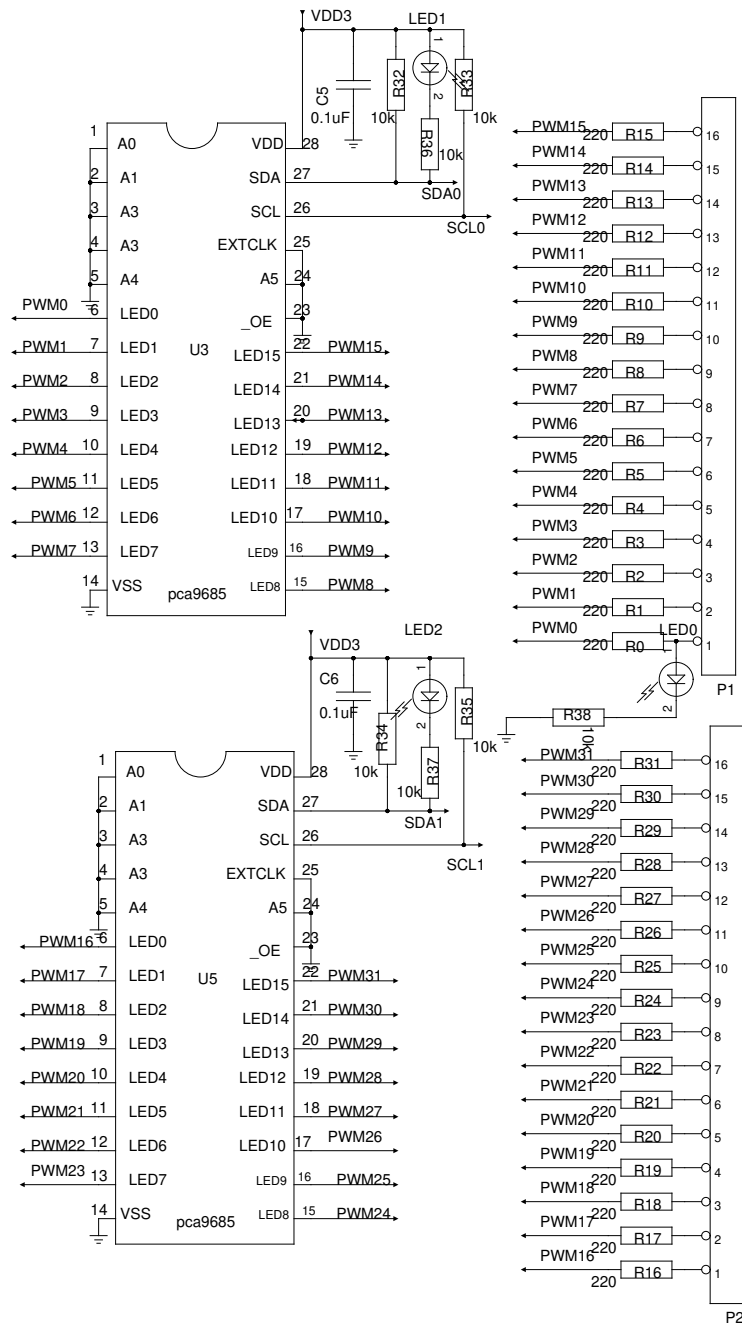 VDD3
LED1
1
2
C5
0.1uF
R32
10k
R36
10k
R33
10k
SDA0
SCL0
1 A0 VDD 28
2 A1 SDA 27
3 A3 SCL 26
4 A3 EXTCLK 25
5 A4 A5 24
PWM0 6 LED0 _OE 23
PWM1 7 LED1 U3 LED15 22 PWM15
PWM2 8 LED2 LED14 21 PWM14
PWM3 9 LED3 LED13 20 PWM13
PWM4 10 LED4 LED12 19 PWM12
PWM5 11 LED5 LED11 18 PWM11
PWM6 12 LED6 LED10 17 PWM10
PWM7 13 LED7 LED9 16 PWM9
14 VSS pca9685 LED8 15 PWM8
PWM15 220 R15 16
PWM14 220 R14 15
PWM13 220 R13 14
PWM12 220 R12 13
PWM11 220 R11 12
PWM10 220 R10 11
PWM9 220 R9 10
PWM8 220 R8 9
PWM7 220 R7 8
PWM6 220 R6 7
PWM5 220 R5 6
PWM4 220 R4 5
PWM3 220 R3 4
PWM2 220 R2 3
PWM1 220 R1 2
PWM0 220 R0 1
LED0
1
2
P1
R38
10k
VDD3
LED2
1
2
C6
0.1uF
R34
10k
R37
10k
R35
10k
SDA1
SCL1
1 A0 VDD 28
2 A1 SDA 27
3 A3 SCL 26
4 A3 EXTCLK 25
5 A4 A5 24
PWM16 6 LED0 _OE 23
PWM17 7 LED1 U5 LED15 22 PWM31
PWM18 8 LED2 LED14 21 PWM30
PWM19 9 LED3 LED13 20 PWM29
PWM20 10 LED4 LED12 19 PWM28
PWM21 11 LED5 LED11 18 PWM27
PWM22 12 LED6 LED10 17 PWM26
PWM23 13 LED7 LED9 16 PWM25
14 VSS pca9685 LED8 15 PWM24
PWM31 220 R31 16
PWM30 220 R30 15
PWM29 220 R29 14
PWM28 220 R28 13
PWM27 220 R27 12
PWM26 220 R26 11
PWM25 220 R25 10
PWM24 220 R24 9
PWM23 220 R23 8
PWM22 220 R22 7
PWM21 220 R21 6
PWM20 220 R20 5
PWM19 220 R19 4
PWM18 220 R18 3
PWM17 220 R17 2
PWM16 220 R16 1
P2